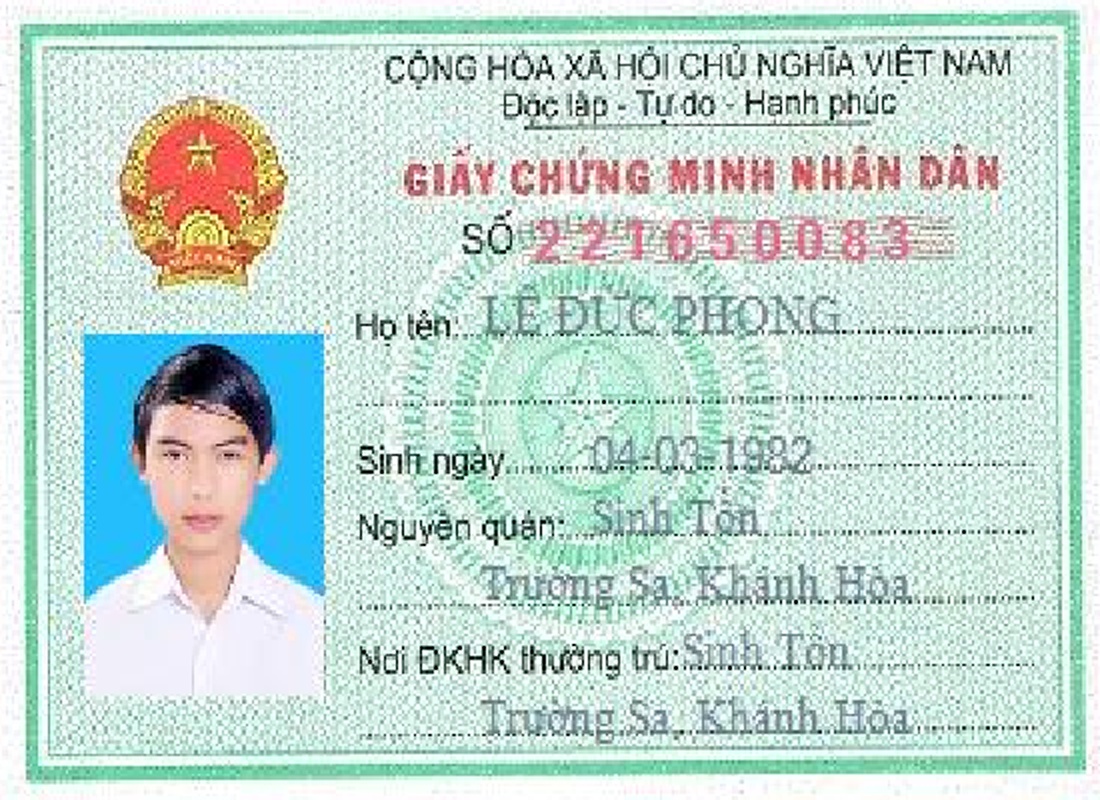 CỘNG HÒA XÃ HỘI CHỦ NGHĨA VIỆT NAM
Độc lập - Tự do - Hạnh phúc
GIẤY CHỨNG MINH NHÂN DÂN
SỐ 221650083
Họ tên: LÊ ĐỨC PHONG
Sinh ngày 04-03-1982
Nguyên quán: Sinh Tồn
Trường Sa, Khánh Hòa
Nơi ĐKHK thường trú: Sinh Tồn
Trường Sa, Khánh Hòa